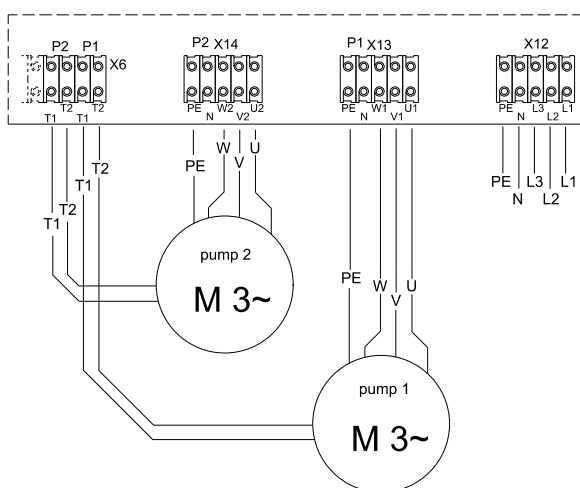 P2 P1 X6
P2 X14
P1 X13
X12
T1 T2 T1 T2
PE N W2 V2 U2
PE N W1 V1 U1
PE N L3 L2 L1
T1 T2 T1 T2
PE W V U
PE N L3 L2 L1
PE W V U
pump 2
M 3~
pump 1
M 3~